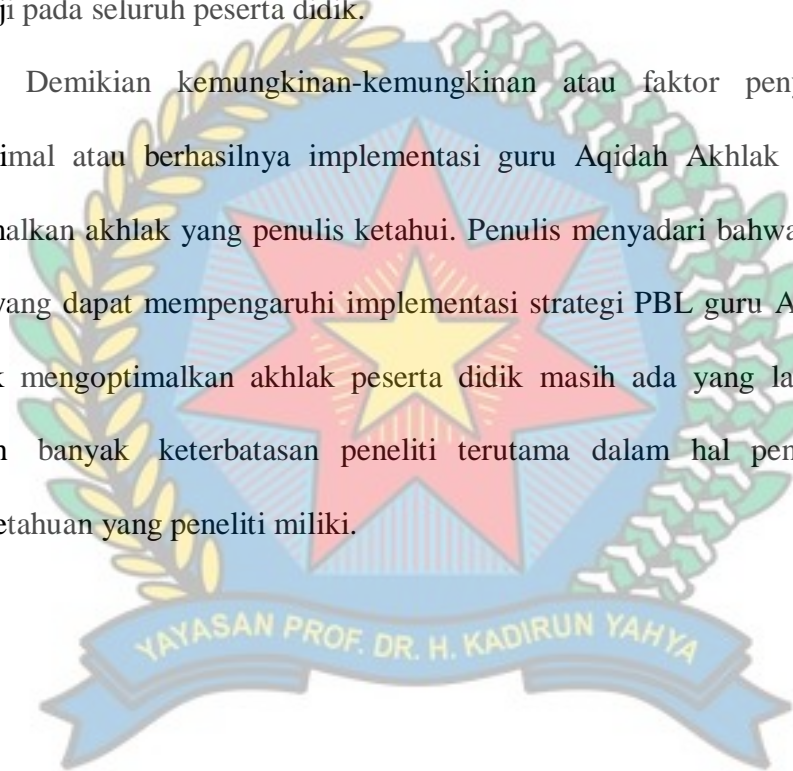 ji pada seluruh peserta didik.
Demikian kemungkinan-kemungkinan atau faktor peny
imal atau berhasilnya implementasi guru Aqidah Akhlak
nalkan akhlak yang penulis ketahui. Penulis menyadari bahwa
yang dapat mempengaruhi implementasi strategi PBL guru A
k mengoptimalkan akhlak peserta didik masih ada yang la
n banyak keterbatasan peneliti terutama dalam hal pen
etahuan yang peneliti miliki.
YAYASAN PROF. DR. H. KADIRUN YAHYA